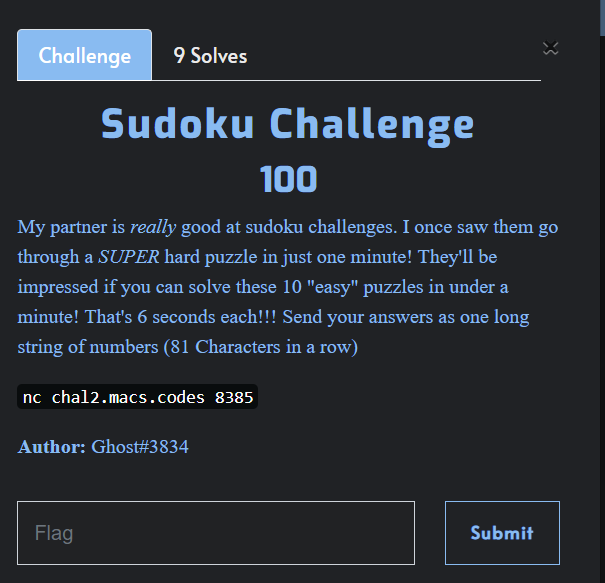 Challenge
9 Solves
Sudoku Challenge
100
My partner is really good at sudoku challenges. I once saw them go
through a SUPER hard puzzle in just one minute! They'll be
impressed if you can solve these 10 "easy" puzzles in under a
minute! That's 6 seconds each!!! Send your answers as one long
string of numbers (81 Characters in a row)
nc chal2.macs.codes 8385
Author: Ghost#3834
Flag
Submit